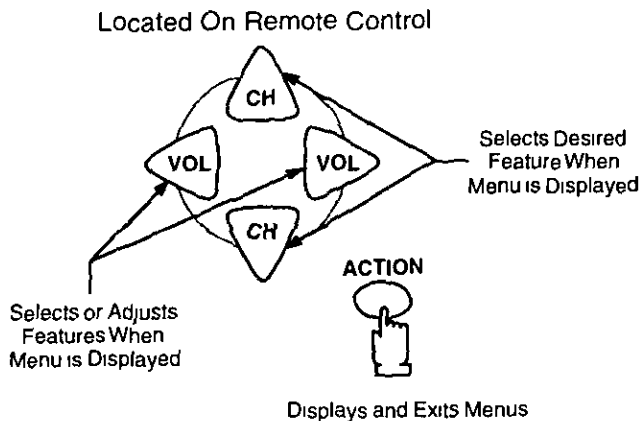 Located On Remote Control
CH
VOL
VOL
CH
Selects Desired
Feature When
Menu is Displayed
ACTION
Selects or Adjusts
Features When
Menu is Displayed
Displays and Exits Menus